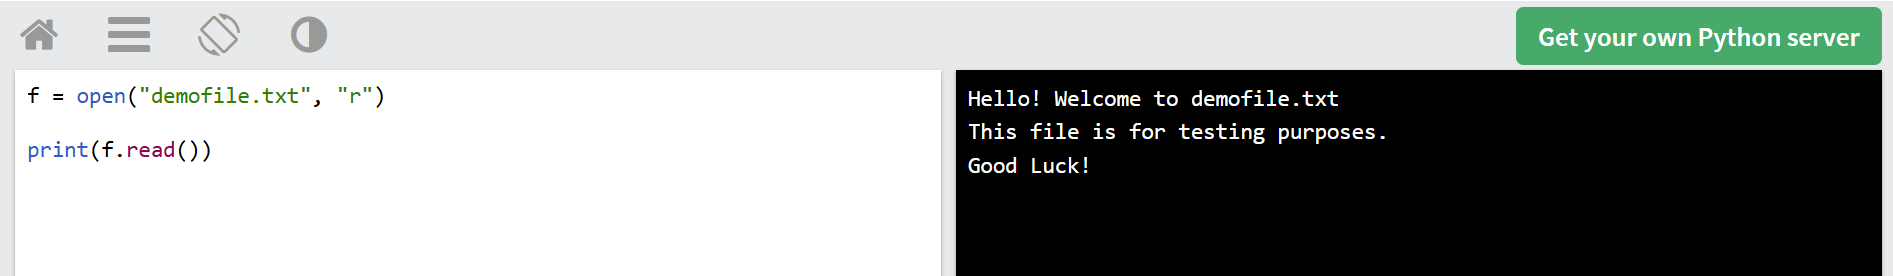 Get your own Python server
f = open("demofile.txt", "r")
print(f.read())
Hello! Welcome to demofile.txt
This file is for testing purposes.
Good Luck!